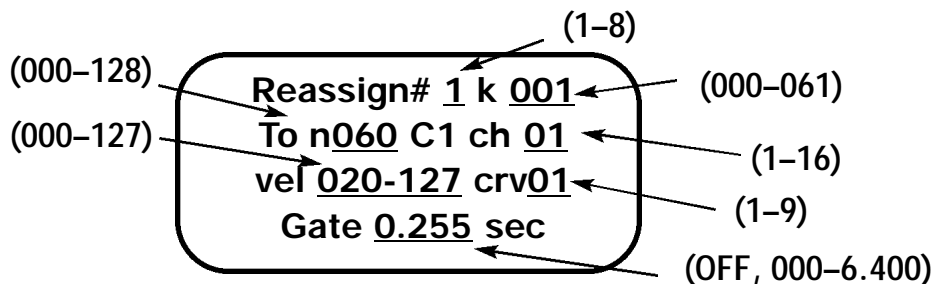 (1–8)
(000–128)
Reassign# 1 k 001
(000–061)
To n060 C1 ch 01
(000–127)
(1–16)
vel 020-127 crv01
(1–9)
Gate 0.255 sec
(OFF, 000–6.400)